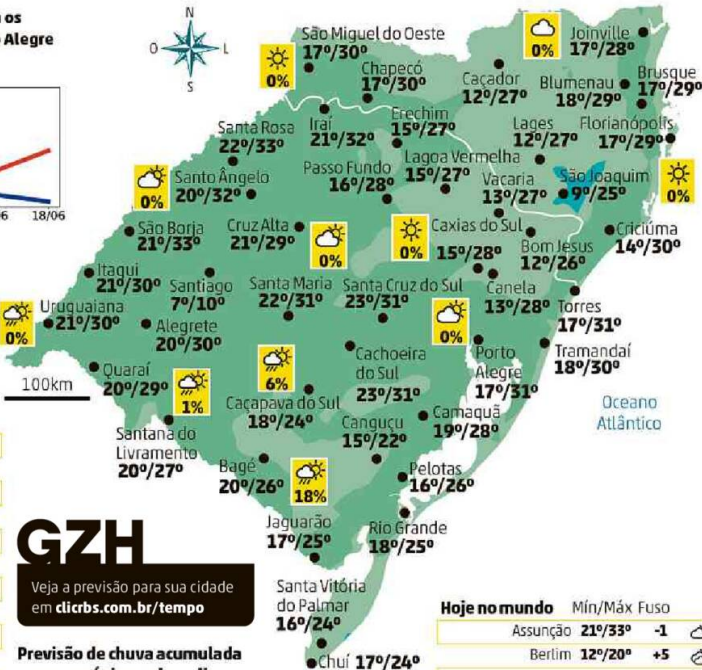 os
Alegre
18/06
N
O
L
S
0%
São Miguel do Oeste
17º/30º
Chapecó
17º/30º
Caçador
12º/27º
0%
Joinville
17º/28º
Blumenau
18º/29º
Brusque
17º/29º
Santa Rosa
22º/33º
Iraí
21º/32º
Erechim
15º/27º
Lages
12º/27º
Florianópolis
17º/29º
0%
Santo Ângelo
20º/32º
Passo Fundo
16º/28º
Lagoa Vermelha
15º/27º
Vacaria
13º/27º
São Joaquim
9º/25º
0%
São Borja
21º/33º
Cruz Alta
21º/29º
0%
0%
Caxias do Sul
15º/28º
Bom Jesus
12º/26º
Criciúma
14º/30º
Itaqui
21º/30º
Santiago
7º/10º
Santa Maria
22º/31º
Santa Cruz do Sul
23º/31º
Canela
13º/28º
Torres
17º/31º
0%
Uruguaiana
21º/30º
Alegrete
20º/30º
0%
Cachoeira
do Sul
23º/31º
Porto
Alegre
17º/31º
Tramandaí
18º/30º
100km
Quaraí
20º/29º
1%
6%
Caçapava do Sul
18º/24º
Camaquã
19º/28º
Oceano
Atlântico
Santana do
Livramento
20º/27º
Canguçu
15º/22º
Bagé
20º/26º
18%
Pelotas
16º/26º
Jaguarão
17º/25º
Rio Grande
18º/25º
GZH
Veja a previsão para sua cidade
em clicrbs.com.br/tempo
Santa Vitória
do Palmar
16º/24º
Chuí 17º/24º
Previsão de chuva acumulada
Hoje no mundo Mín/Máx Fuso
Assunção 21º/33º -1
Berlim 12º/20º +5